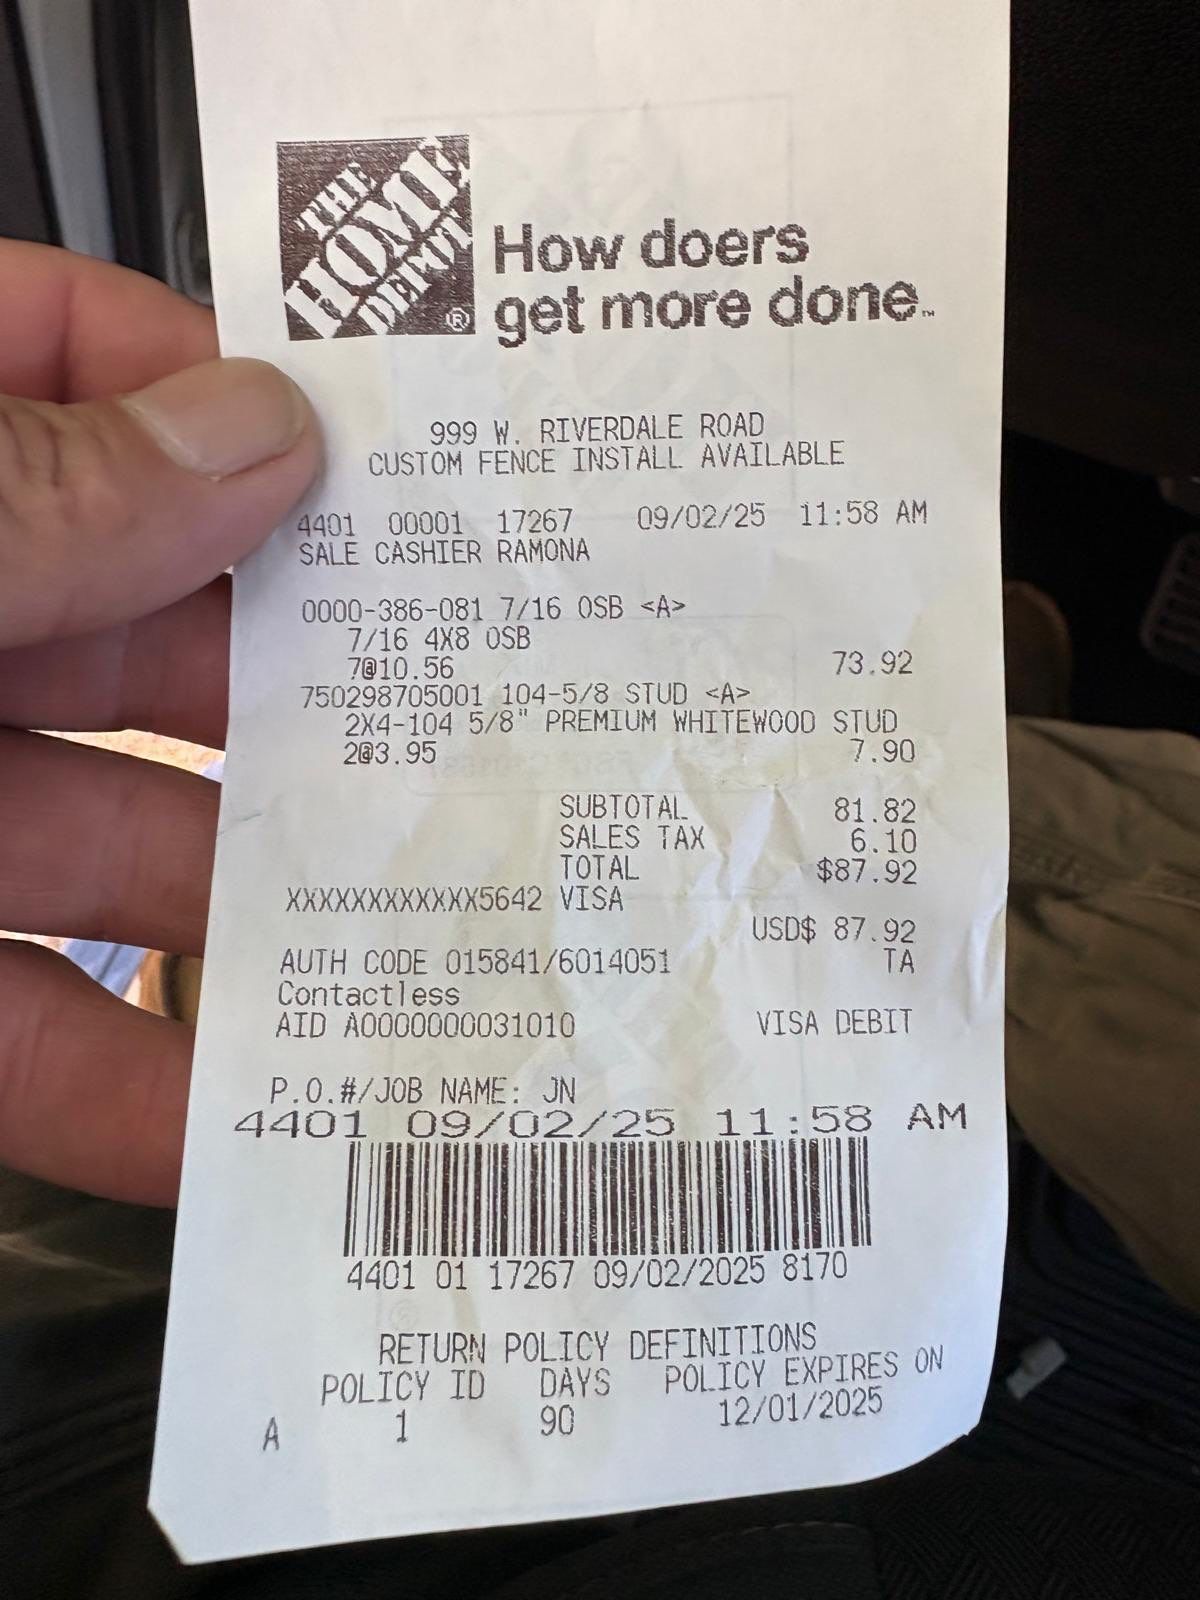 THE
HOME
DEPOT
®
How doers
get more done.™
999 W. RIVERDALE ROAD
CUSTOM FENCE INSTALL AVAILABLE
4401 00001 17267 09/02/25 11:58 AM
SALE CASHIER RAMONA
0000-386-081 7/16 OSB <A>
7/16 4X8 OSB
7@10.56 73.92
750298705001 104-5/8 STUD <A>
2X4-104 5/8" PREMIUM WHITEWOOD STUD
2@3.95 7.90
SUBTOTAL 81.82
SALES TAX 6.10
TOTAL $87.92
XXXXXXXXXXXX5642 VISA
USD$ 87.92
AUTH CODE 015841/6014051 TA
Contactless
AID A0000000031010 VISA DEBIT
P.O.#/JOB NAME: JN
4401 09/02/25 11:58 AM
4401 01 17267 09/02/2025 8170
RETURN POLICY DEFINITIONS
POLICY ID DAYS POLICY EXPIRES ON
A 1 90 12/01/2025